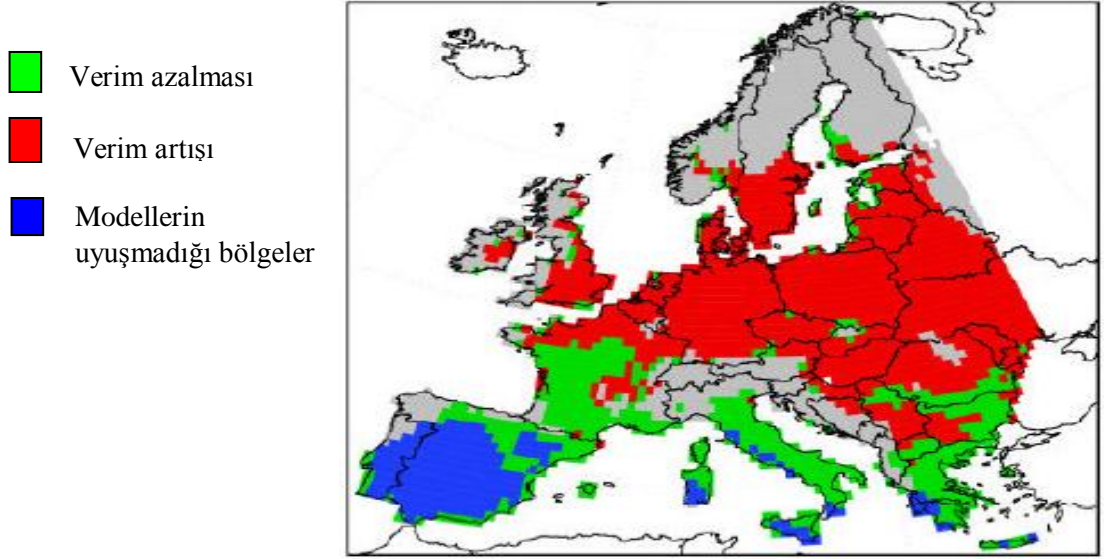 Verim azalması
Verim artışı
Modellerin
uyuşmadığı bölgeler